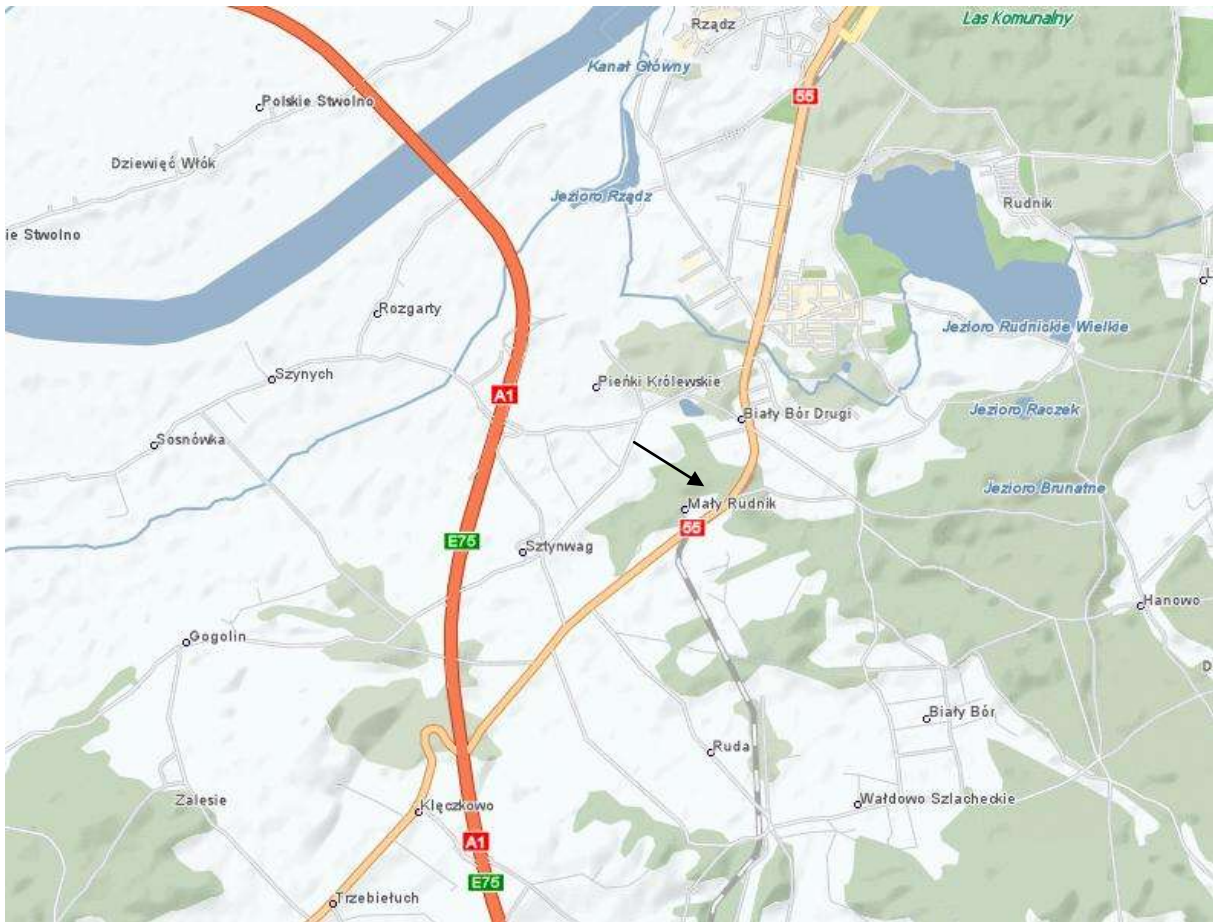 Las Komunalny
Rządz
Kanał Główny
55
Polskie Stwolno
Dziewięć Włók
Jezioro Rządz
Rudnik
ie Stwolno
L
Rozgarty
Jezioro Rudnickie Wielkie
Szynych
Pieńki Królewskie
A1
Jezioro Raczek
Biały Bór Drugi
Sosnówka
Jezioro Brunatne
Mały Rudnik
55
E75
Sztynwag
Hanowo
Gogolin
D
Biały Bór
Ruda
Zalesie
Wałdowo Szlacheckie
Klęczkowo
A1
E75
Trzebiełuch